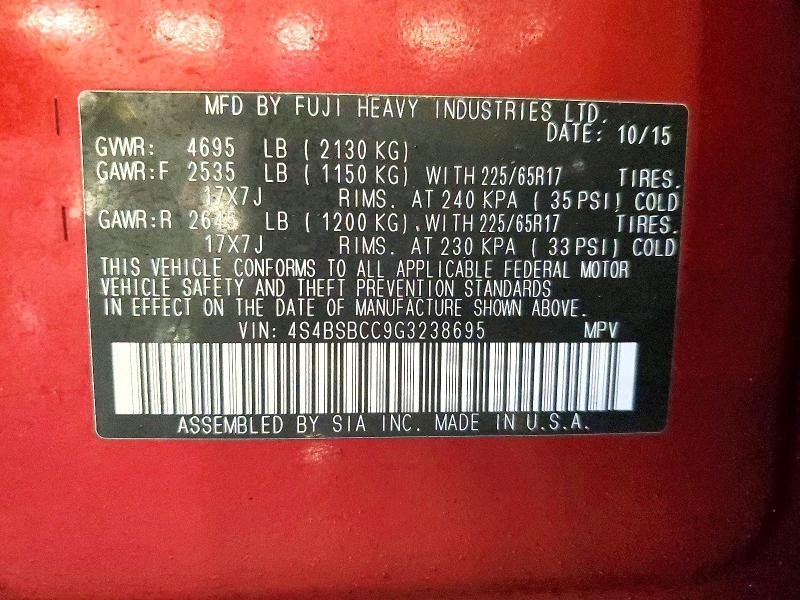 MFD BY FUJI HEAVY INDUSTRIES LTD.
DATE: 10/15
GVWR: 4695 LB ( 2130 KG)
GAWR:F 2535 LB ( 1150 KG) WITH 225/65R17 TIRES.
17X7J RIMS. AT 240 KPA ( 35 PSI) COLD
GAWR:R 2645 LB ( 1200 KG). WITH 225/65R17 TIRES.
17X7J RIMS. AT 230 KPA ( 33 PSI) COLD
THIS VEHICLE CONFORMS TO ALL APPLICABLE FEDERAL MOTOR
VEHICLE SAFETY AND THEFT PREVENTION STANDARDS
IN EFFECT ON THE DATE OF MANUFACTURE SHOWN ABOVE.
VIN: 4S4BSBCC9G3238695 MPV
ASSEMBLED BY SIA INC. MADE IN U.S.A.